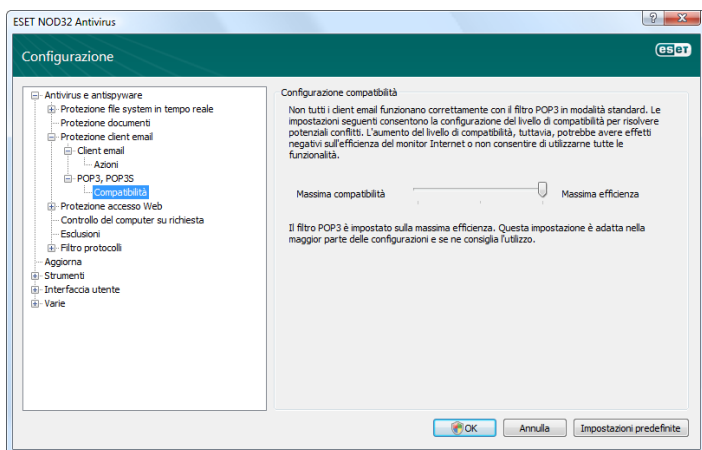 ESET NOD32 Antivirus
Configurazione
eset
Antivirus e antispyware
Protezione file system in tempo reale
Protezione documenti
Protezione client email
Client email
Azioni
POP3, POP3S
Compatibilità
Protezione accesso Web
Controllo del computer su richiesta
Esclusioni
Filtro protocolli
Aggiorna
Strumenti
Interfaccia utente
Varie
Configurazione compatibilità
Non tutti i client email funzionano correttamente con il filtro POP3 in modalità standard. Le
impostazioni seguenti consentono la configurazione del livello di compatibilità per risolvere
potenziali conflitti. L'aumento del livello di compatibilità, tuttavia, potrebbe avere effetti
negativi sull'efficienza del monitor Internet o non consentire di utilizzarne tutte le
funzionalità.
Massima compatibilità Massima efficienza
Il filtro POP3 è impostato sulla massima efficienza. Questa impostazione è adatta nella
maggior parte delle configurazioni e se ne consiglia l'utilizzo.
OK Annulla Impostazioni predefinite